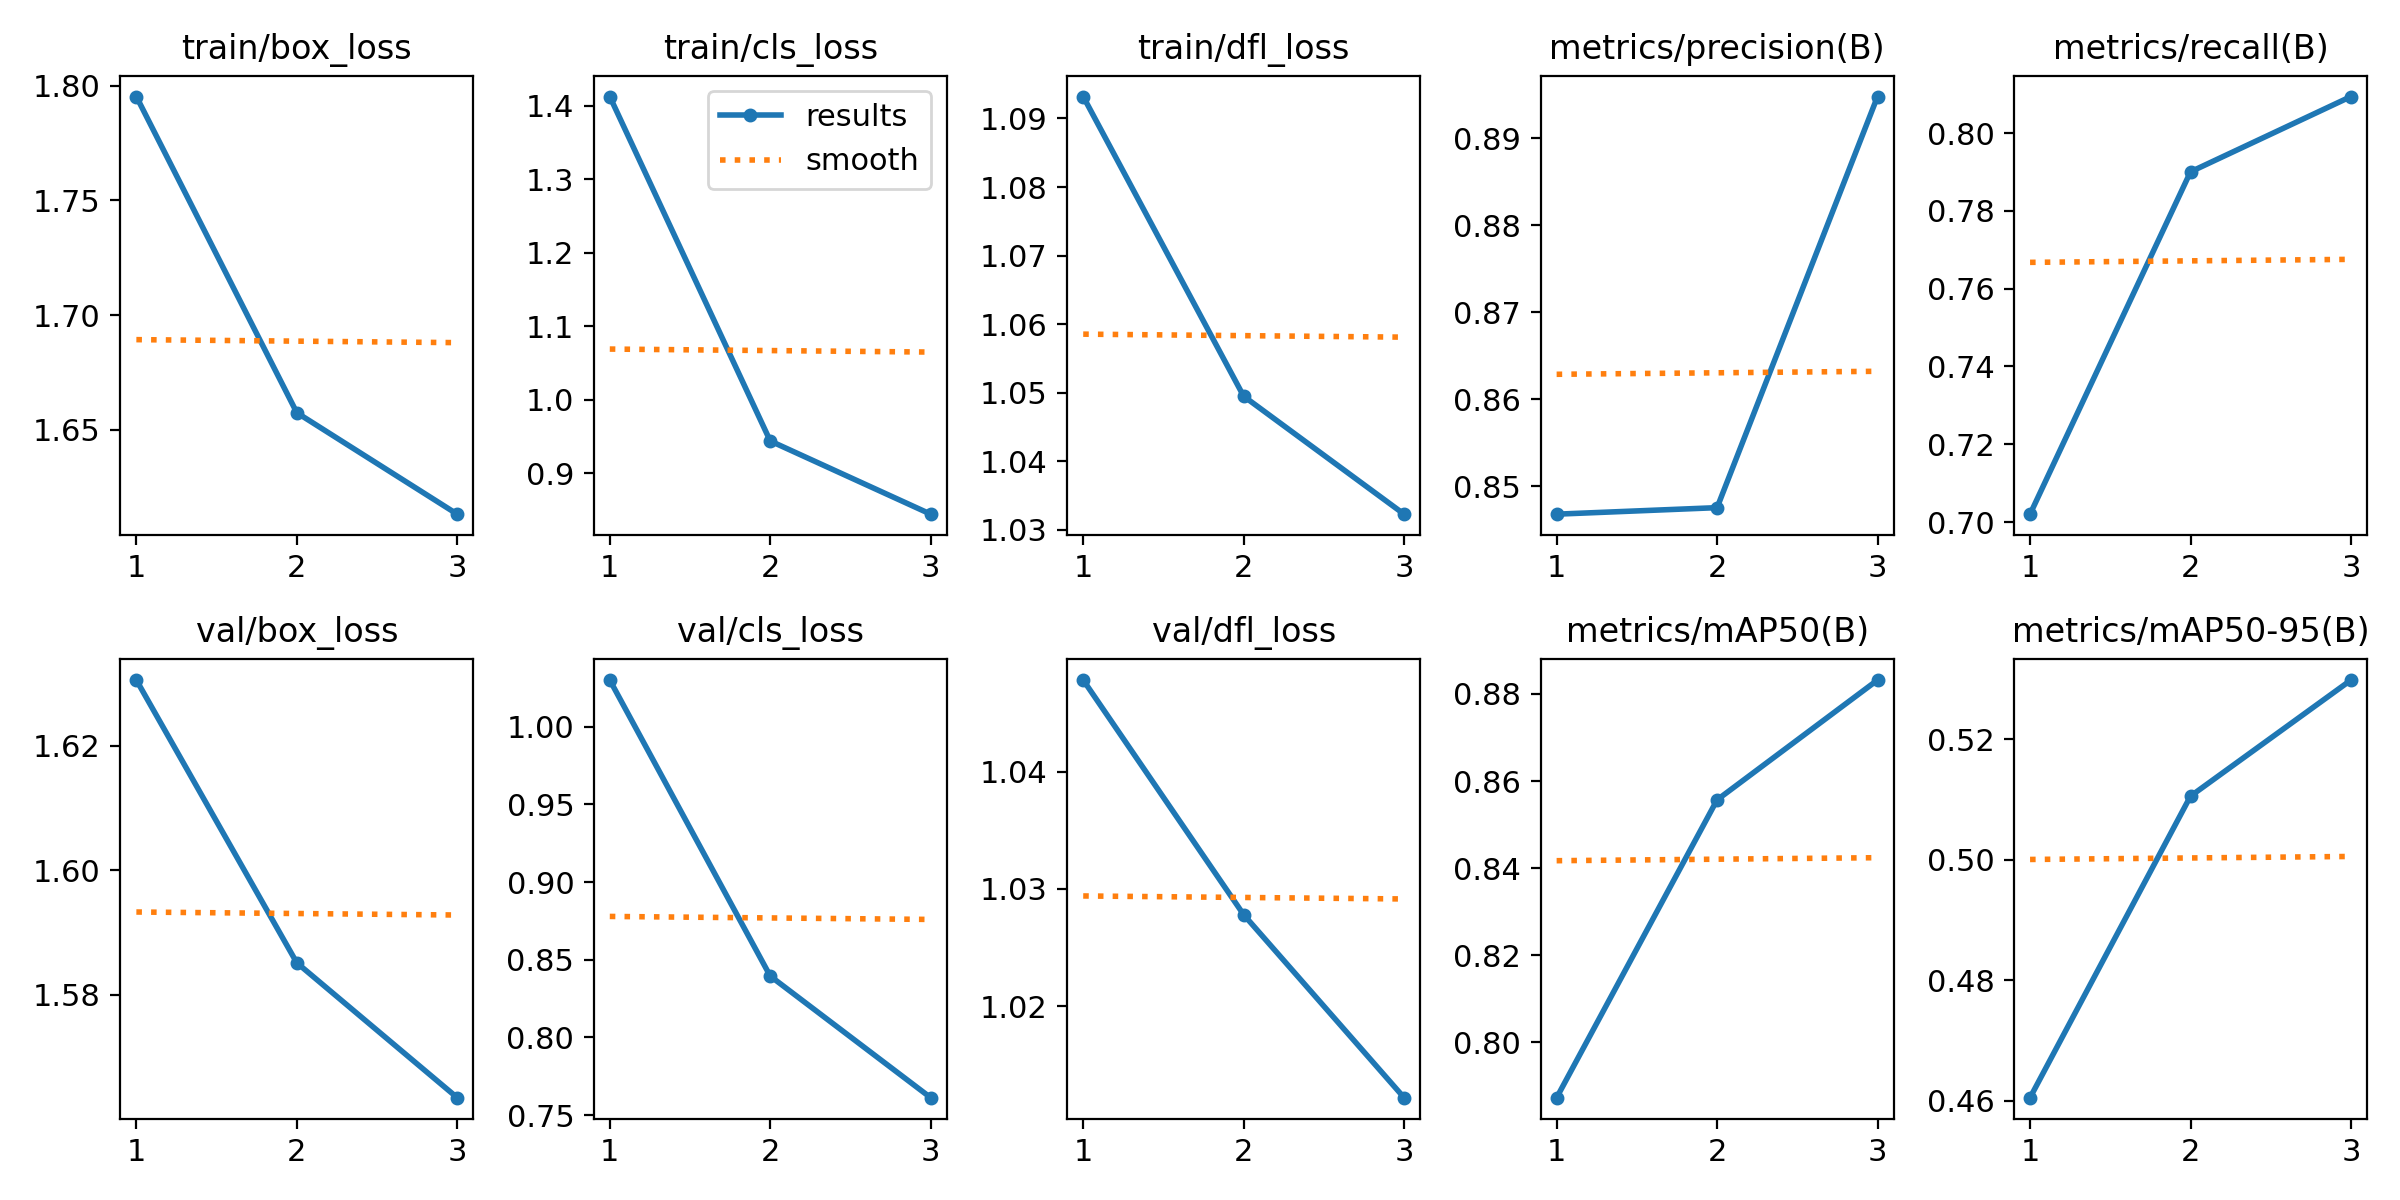 train/box_loss
1.80
1.75
1.70
1.65
1 2 3
train/cls_loss
results
smooth
1.4
1.3
1.2
1.1
1.0
0.9
1 2 3
train/dfl_loss
1.09
1.08
1.07
1.06
1.05
1.04
1.03
1 2 3
metrics/precision(B)
0.89
0.88
0.87
0.86
0.85
1 2 3
metrics/recall(B)
0.80
0.78
0.76
0.74
0.72
0.70
1 2 3
val/box_loss
1.62
1.60
1.58
1 2 3
val/cls_loss
1.00
0.95
0.90
0.85
0.80
0.75
1 2 3
val/dfl_loss
1.04
1.03
1.02
1 2 3
metrics/mAP50(B)
0.88
0.86
0.84
0.82
0.80
1 2 3
metrics/mAP50-95(B)
0.52
0.50
0.48
0.46
1 2 3